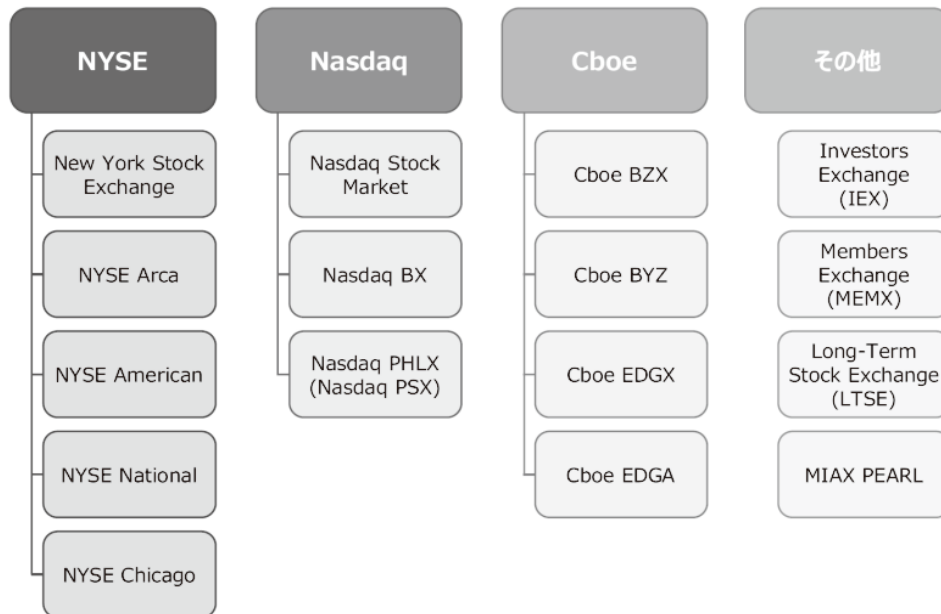 NYSE
New York Stock
Exchange
NYSE Arca
NYSE American
NYSE National
NYSE Chicago
Nasdaq
Nasdaq Stock
Market
Nasdaq BX
Nasdaq PHLX
(Nasdaq PSX)
Cboe
Cboe BZX
Cboe BYZ
Cboe EDGX
Cboe EDGA
その他
Investors
Exchange
(IEX)
Members
Exchange
(MEMX)
Long-Term
Stock Exchange
(LTSE)
MIAX PEARL